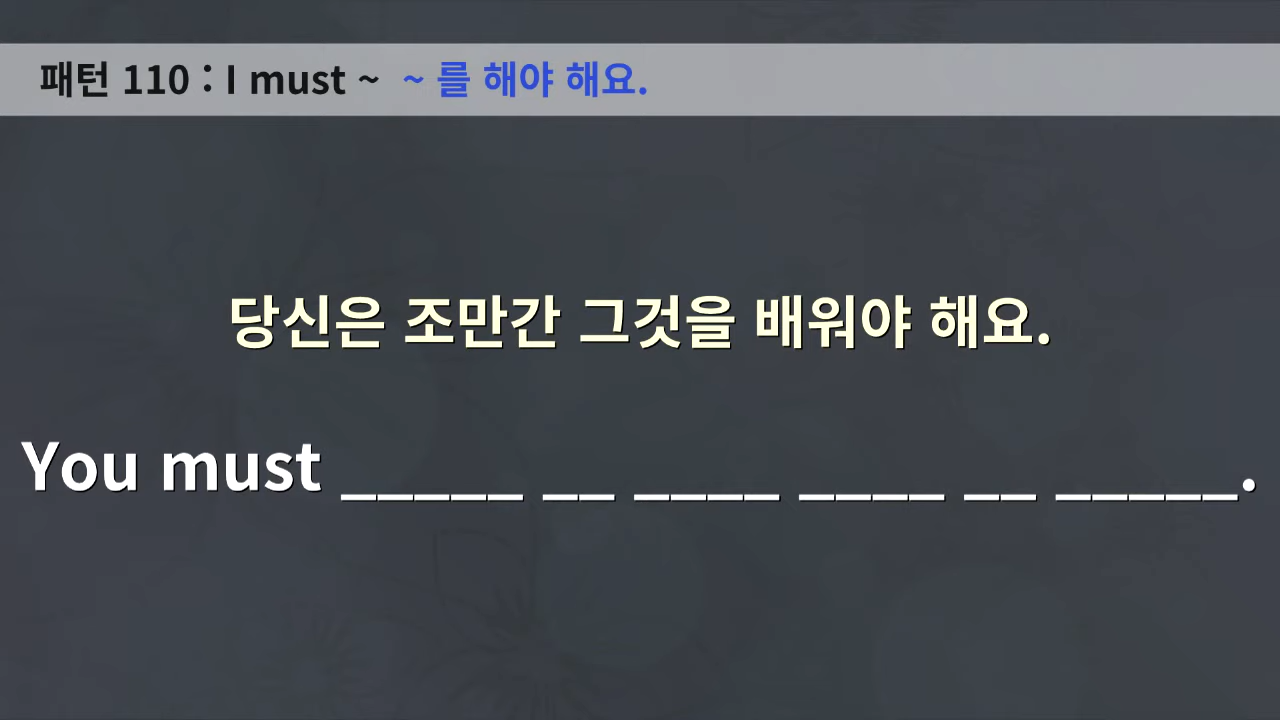 패턴 110 : I must ~ ~ 를 해야 해요.
당신은 조만간 그것을 배워야 해요.
You must _____ __ ____ ____ __ _____.